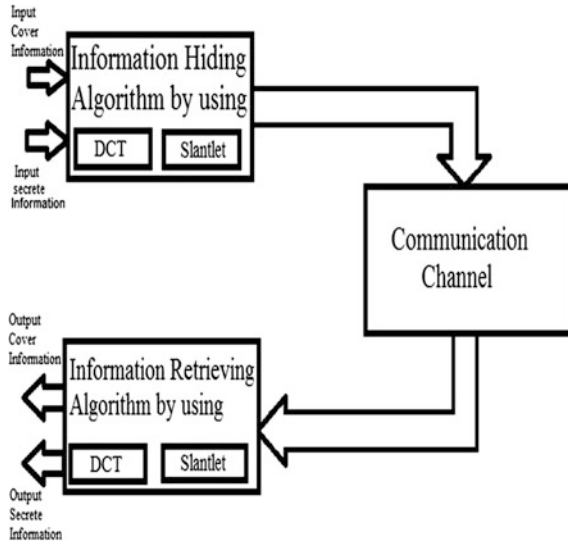 Input
Cover
Information
Information Hiding
Algorithm by using
DCT
Slantlet
Input
secrete
Information
Communication
Channel
Output
Cover
Information
Information Retrieving
Algorithm by using
DCT
Slantlet
Output
Secrete
Information